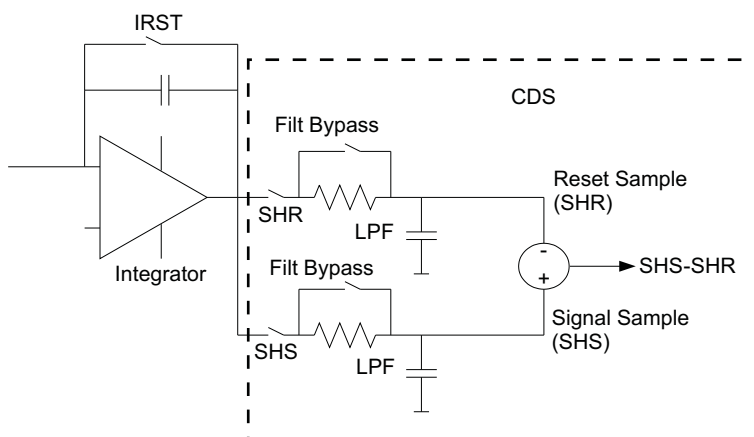 IRST
CDS
Filt Bypass
Reset Sample
(SHR)
SHR
LPF
-
+
SHS-SHR
Integrator
Filt Bypass
Signal Sample
(SHS)
SHS
LPF